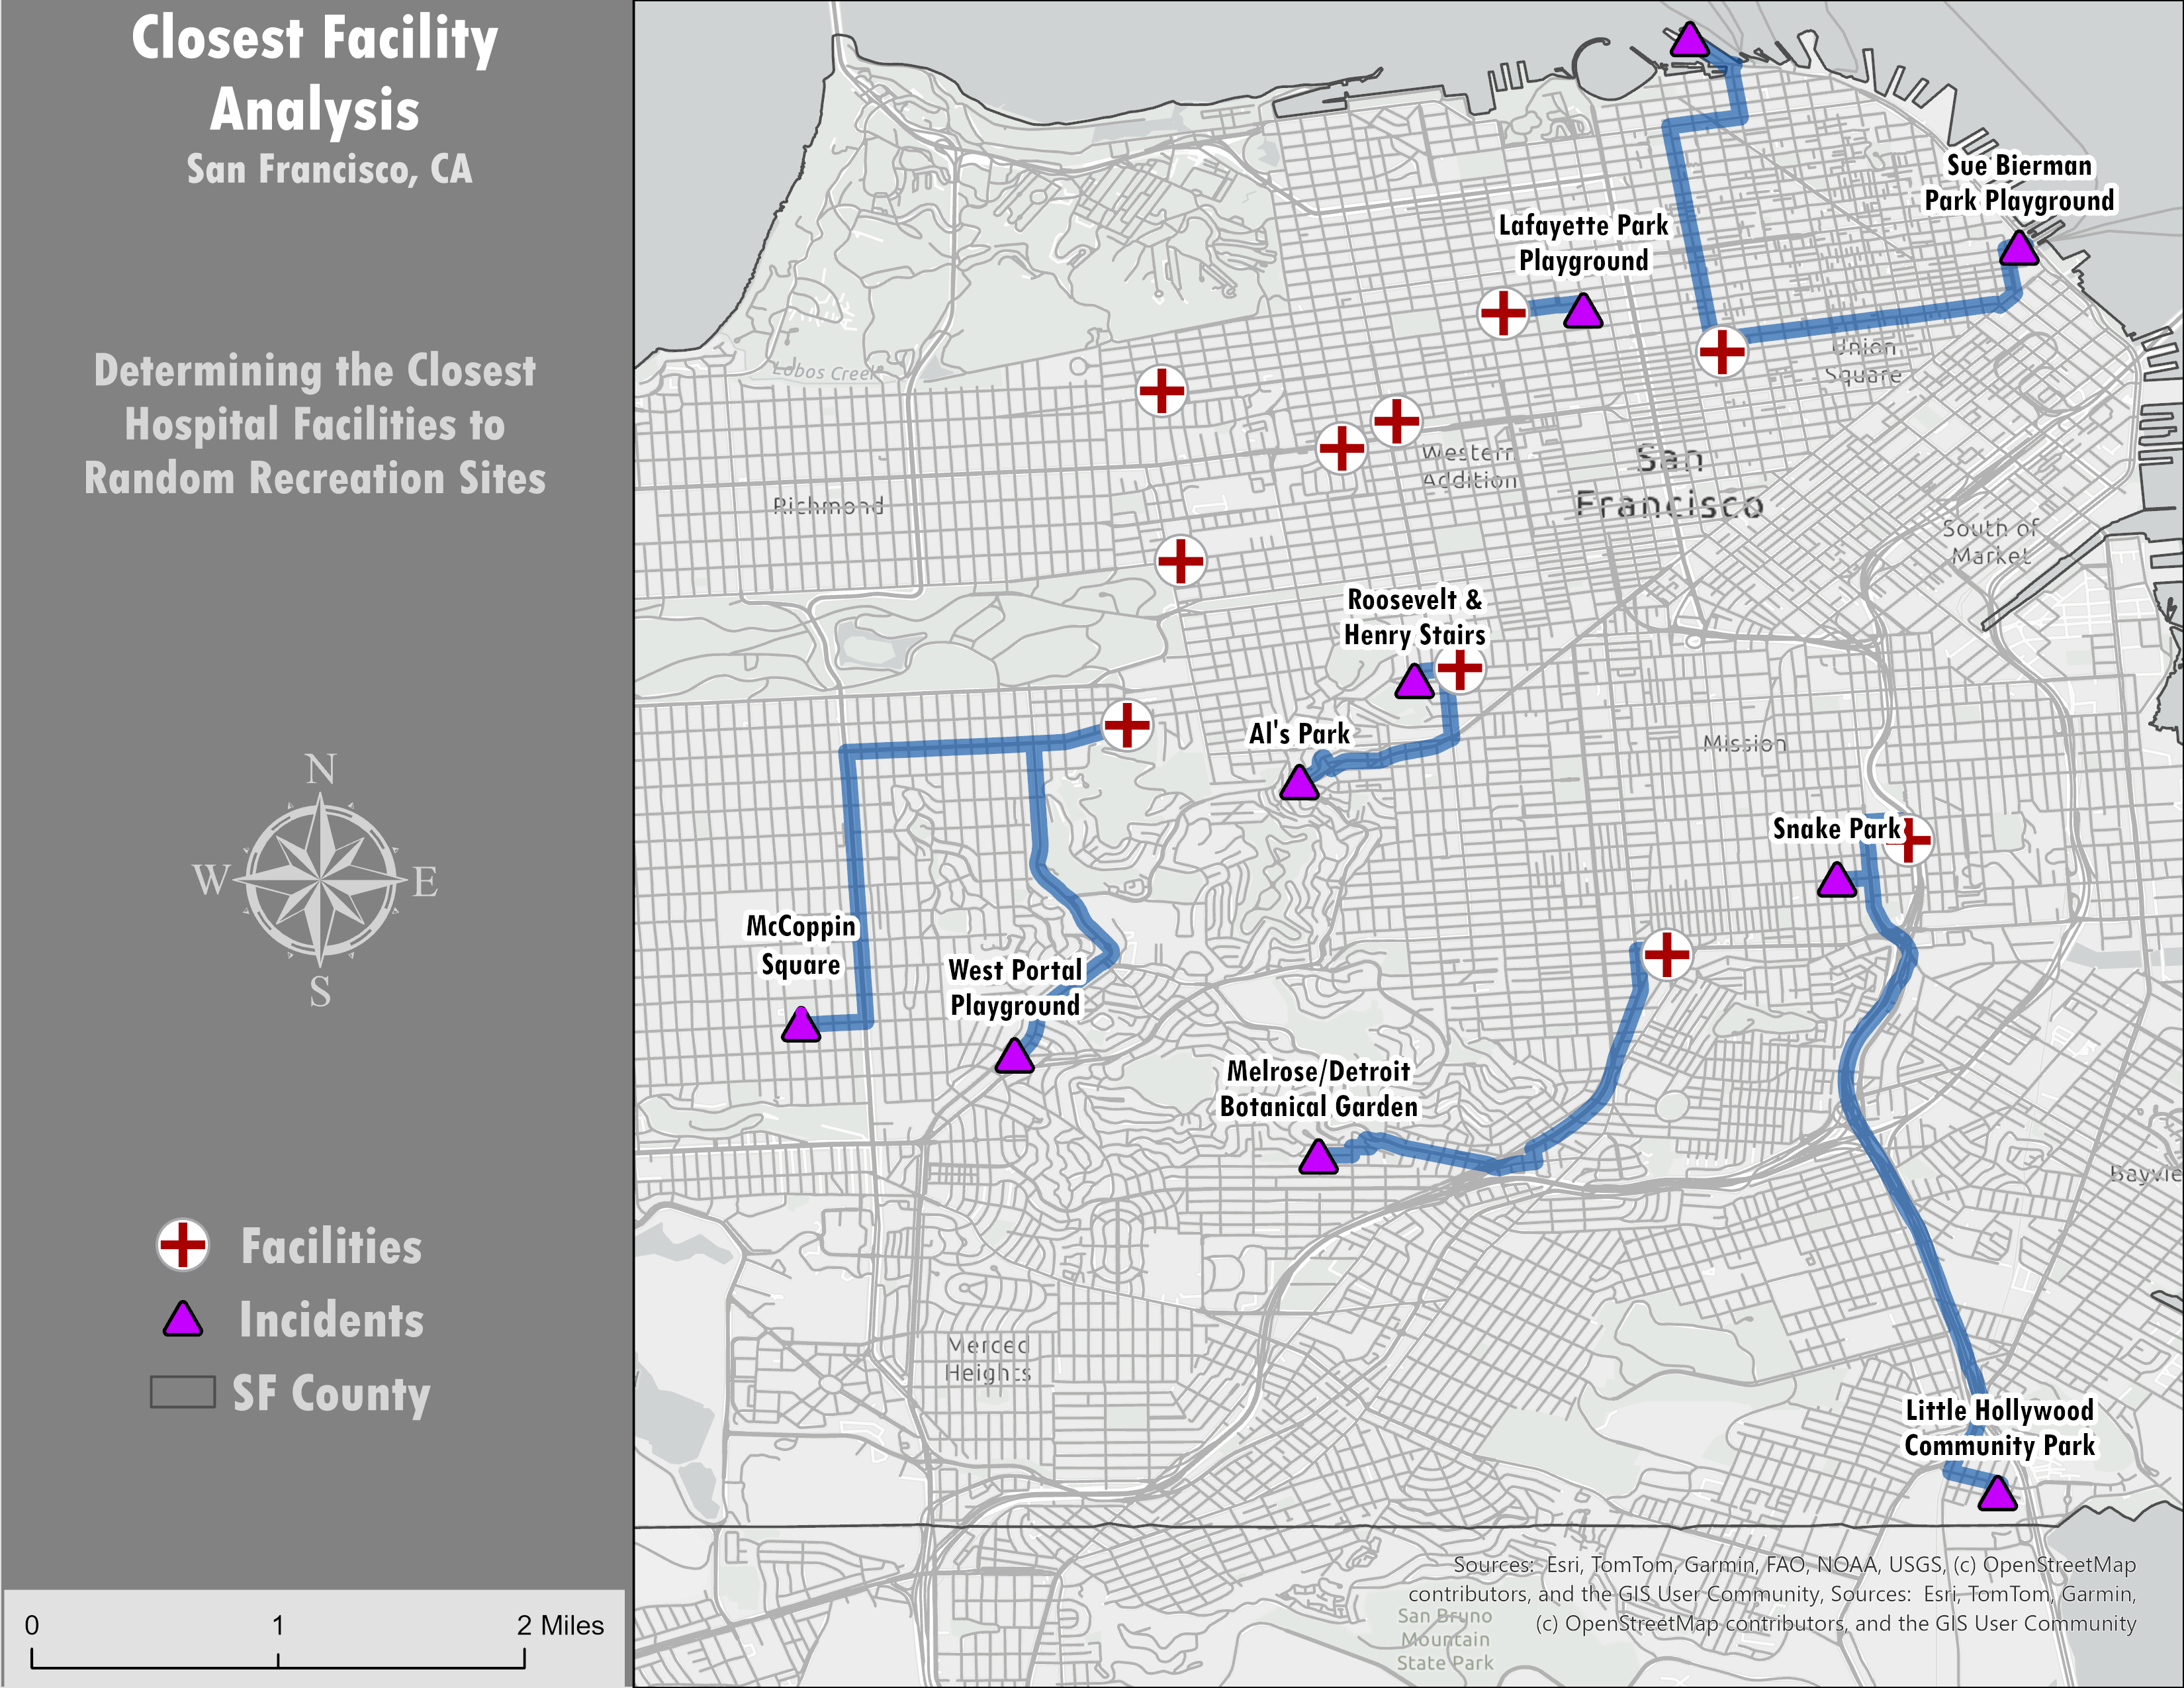 Closest Facility
Analysis
San Francisco, CA
Determining the Closest
Hospital Facilities to
Random Recreation Sites
N
W
E
S
Facilities
Incidents
SF County
0
1
2 Miles
Sue Bierman
Park Playground
Lafayette Park
Playground
Union
Square
Lobos Creek
Western
Addition
San
Francisco
Richmond
South of
Market
Roosevelt &
Henry Stairs
Al's Park
Mission
Snake Park
McCoppin
Square
West Portal
Playground
Melrose/Detroit
Botanical Garden
Bayvie
Merced
Heights
Little Hollywood
Community Park
Sources: Esri, TomTom, Garmin, FAO, NOAA, USGS, (c) OpenStreetMap
contributors, and the GIS User Community, Sources: Esri, TomTom, Garmin,
(c) OpenStreetMap contributors, and the GIS User Community
San Bruno
Mountain
State Park